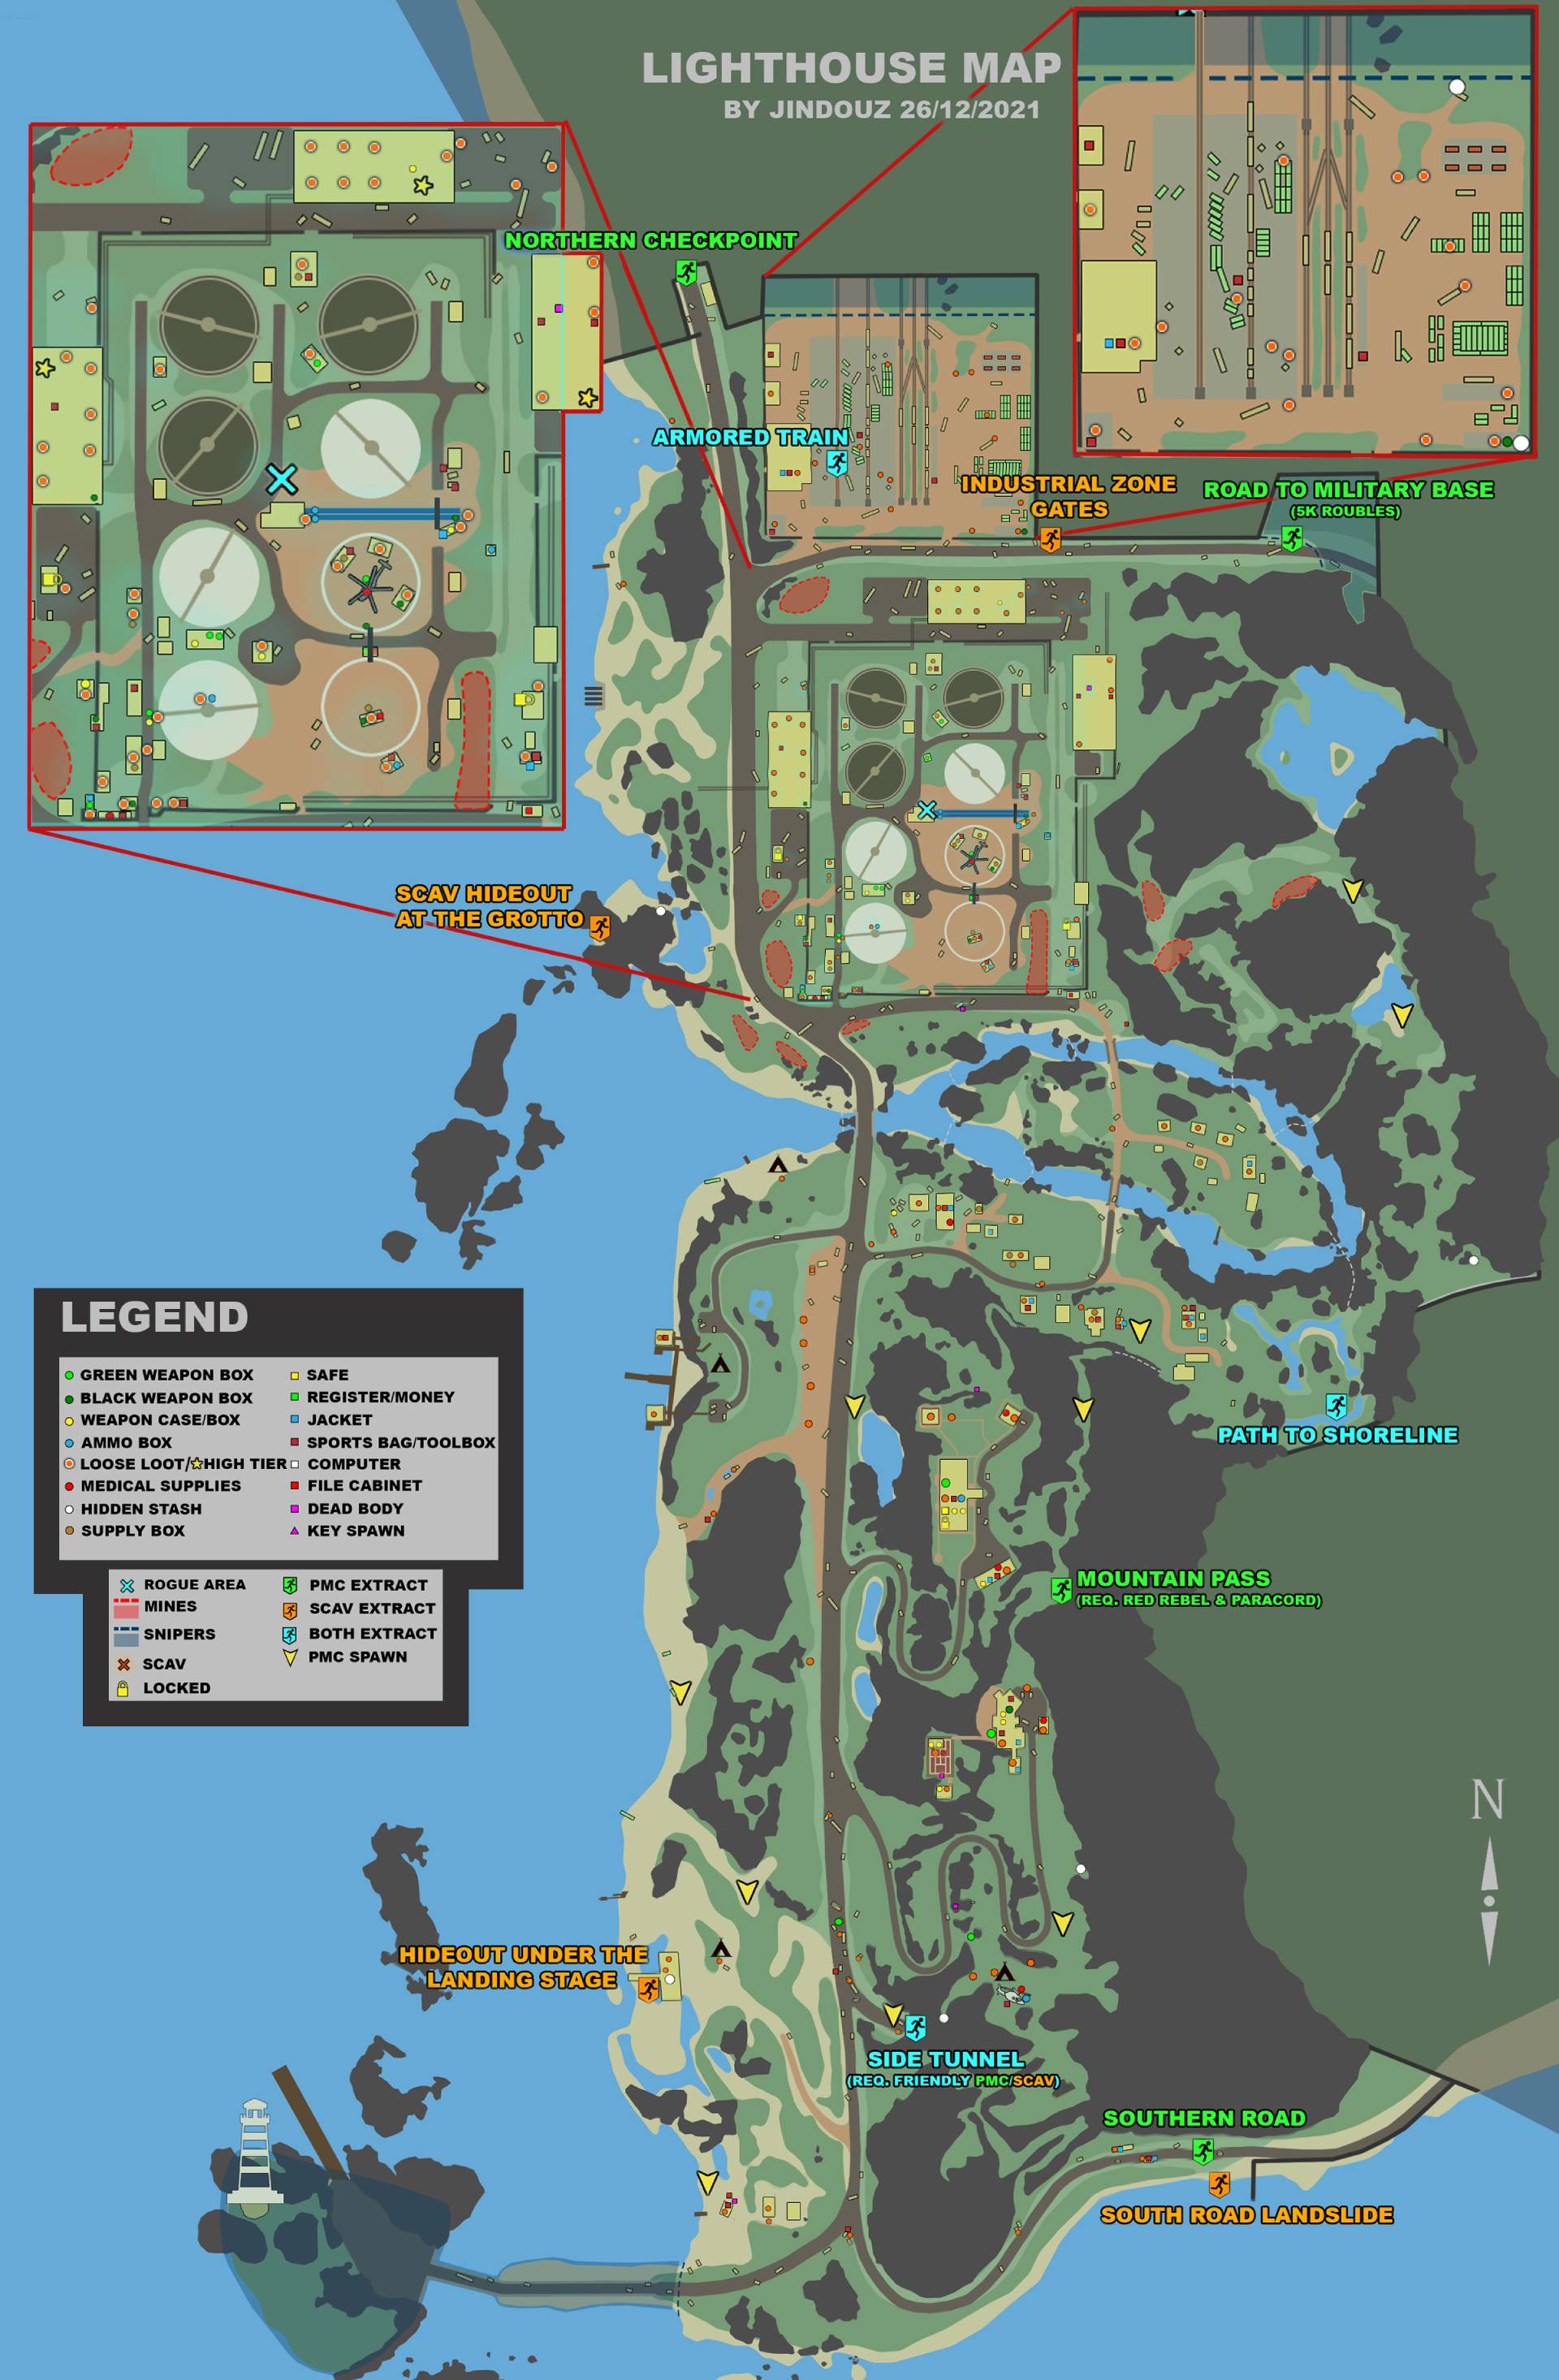 LIGHTHOUSE MAP
BY JINDOUZ 26/12/2021
NORTHERN CHECKPOINT
ARMORED TRAIN
INDUSTRIAL ZONE
GATES
ROAD TO MILITARY BASE
(5K ROUBLES)
SCAV HIDEOUT
AT THE GROTTO
LEGEND
GREEN WEAPON BOX
BLACK WEAPON BOX
WEAPON CASE/BOX
AMMO BOX
LOOSE LOOT/HIGH TIER
MEDICAL SUPPLIES
HIDDEN STASH
SUPPLY BOX
SAFE
REGISTER/MONEY
JACKET
SPORTS BAG/TOOLBOX
COMPUTER
FILE CABINET
DEAD BODY
KEY SPAWN
ROGUE AREA
MINES
SNIPERS
SCAV
LOCKED
PMC EXTRACT
SCAV EXTRACT
BOTH EXTRACT
PMC SPAWN
PATH TO SHORELINE
MOUNTAIN PASS
(REQ. RED REBEL & PARACORD)
N
HIDEOUT UNDER THE
LANDING STAGE
SIDE TUNNEL
(REQ. FRIENDLY PMC/SCAV)
SOUTHERN ROAD
SOUTH ROAD LANDSLIDE